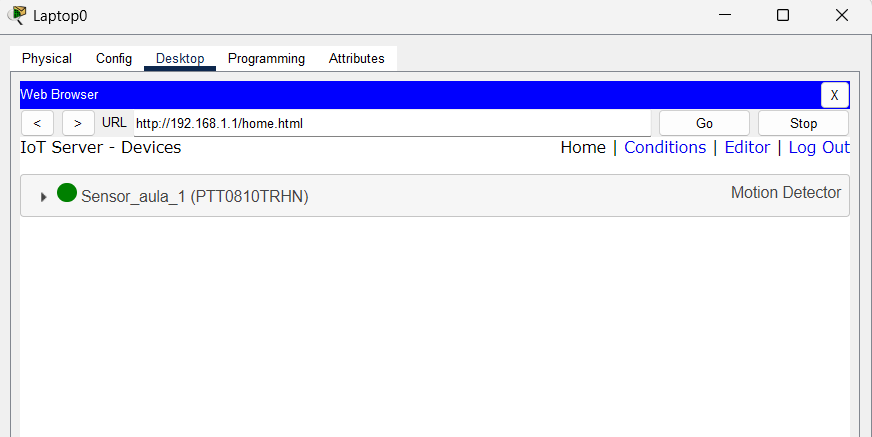 Laptop0
Physical Config Desktop Programming Attributes
Web Browser X
< > URL http://192.168.1.1/home.html Go Stop
IoT Server - Devices Home | Conditions | Editor | Log Out
Sensor_aula_1 (PTT0810TRHN) Motion Detector